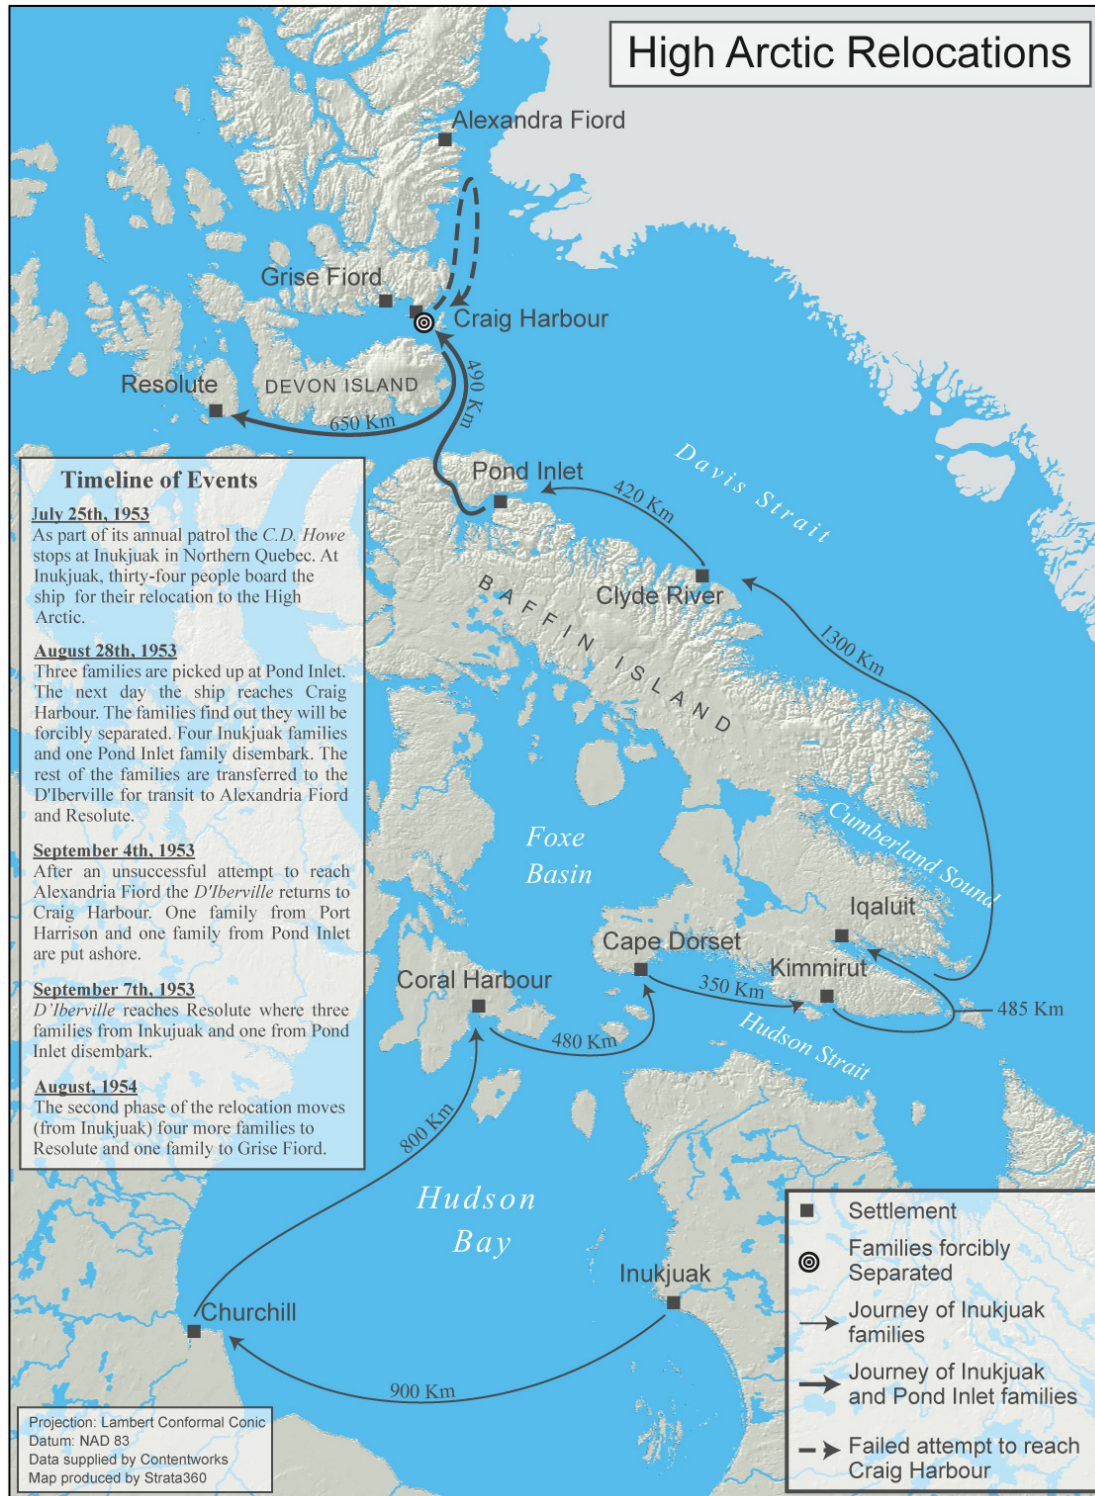 High Arctic Relocations
Alexandra Fiord
Grise Fiord
Craig Harbour
Resolute
DEVON ISLAND
490 Km
650 Km
Pond Inlet
420 Km
Davis Strait
Clyde River
BAFFIN ISLAND
1300 Km
Timeline of Events
July 25th, 1953
As part of its annual patrol the C.D. Howe
stops at Inukjuak in Northern Quebec. At
Inukjuak, thirty-four people board the
ship for their relocation to the High
Arctic.
August 28th, 1953
Three families are picked up at Pond Inlet.
The next day the ship reaches Craig
Harbour. The families find out they will be
forcibly separated. Four Inukjuak families
and one Pond Inlet family disembark. The
rest of the families are transferred to the
D'Iberville for transit to Alexandria Fiord
and Resolute.
September 4th, 1953
After an unsuccessful attempt to reach
Alexandria Fiord the D'Iberville returns to
Craig Harbour. One family from Port
Harrison and one family from Pond Inlet
are put ashore.
September 7th, 1953
D'Iberville reaches Resolute where three
families from Inkujuak and one from Pond
Inlet disembark.
August, 1954
The second phase of the relocation moves
(from Inukjuak) four more families to
Resolute and one family to Grise Fiord.
Foxe
Basin
Cumberland Sound
Iqaluit
Cape Dorset
Kimmirut
Coral Harbour
350 Km
485 Km
480 Km
Hudson Strait
800 Km
Hudson
Bay
Inukjuak
Churchill
900 Km
Settlement
Families forcibly
Separated
Journey of Inukjuak
families
Journey of Inukjuak
and Pond Inlet families
Failed attempt to reach
Craig Harbour
Projection: Lambert Conformal Conic
Datum: NAD 83
Data supplied by Contentworks
Map produced by Strata360